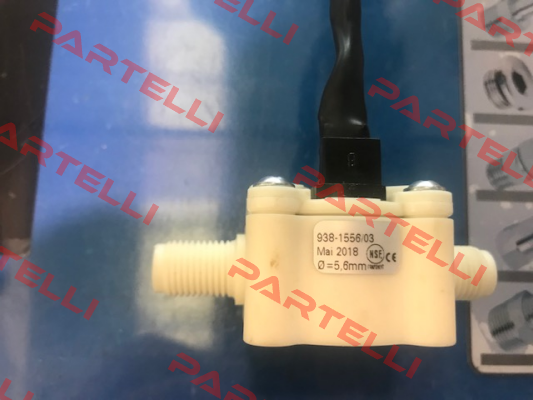 PARTELLI
PARTELLI
PARTELLI
938-1556/03
Mai 2018
NSF
CE
Ø=5,6mm
PARTELLI
PARTELLI
PARTELLI